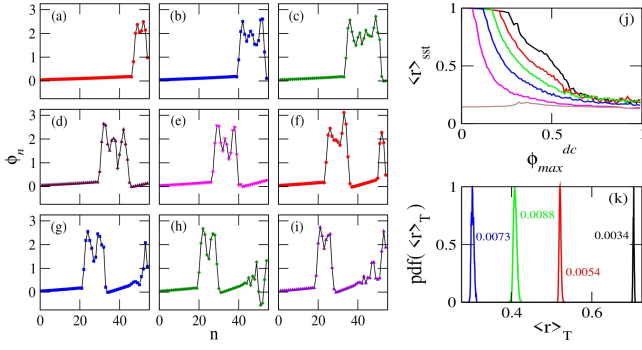 (a)
(b)
(c)
3
2
1
0
(d)
(e)
(f)
3
2
1
0
ϕn
(g)
(h)
(i)
3
2
1
0
0 20 40
0 20 40
0 20 40
n
(j)
1
0.5
0
<r>sst
0 0.5 1
ϕmax dc
(k)
1
0.5
0
pdf( <r>T )
0.0073
0.0088
0.0054
0.0034
0.4 0.6
<r>T